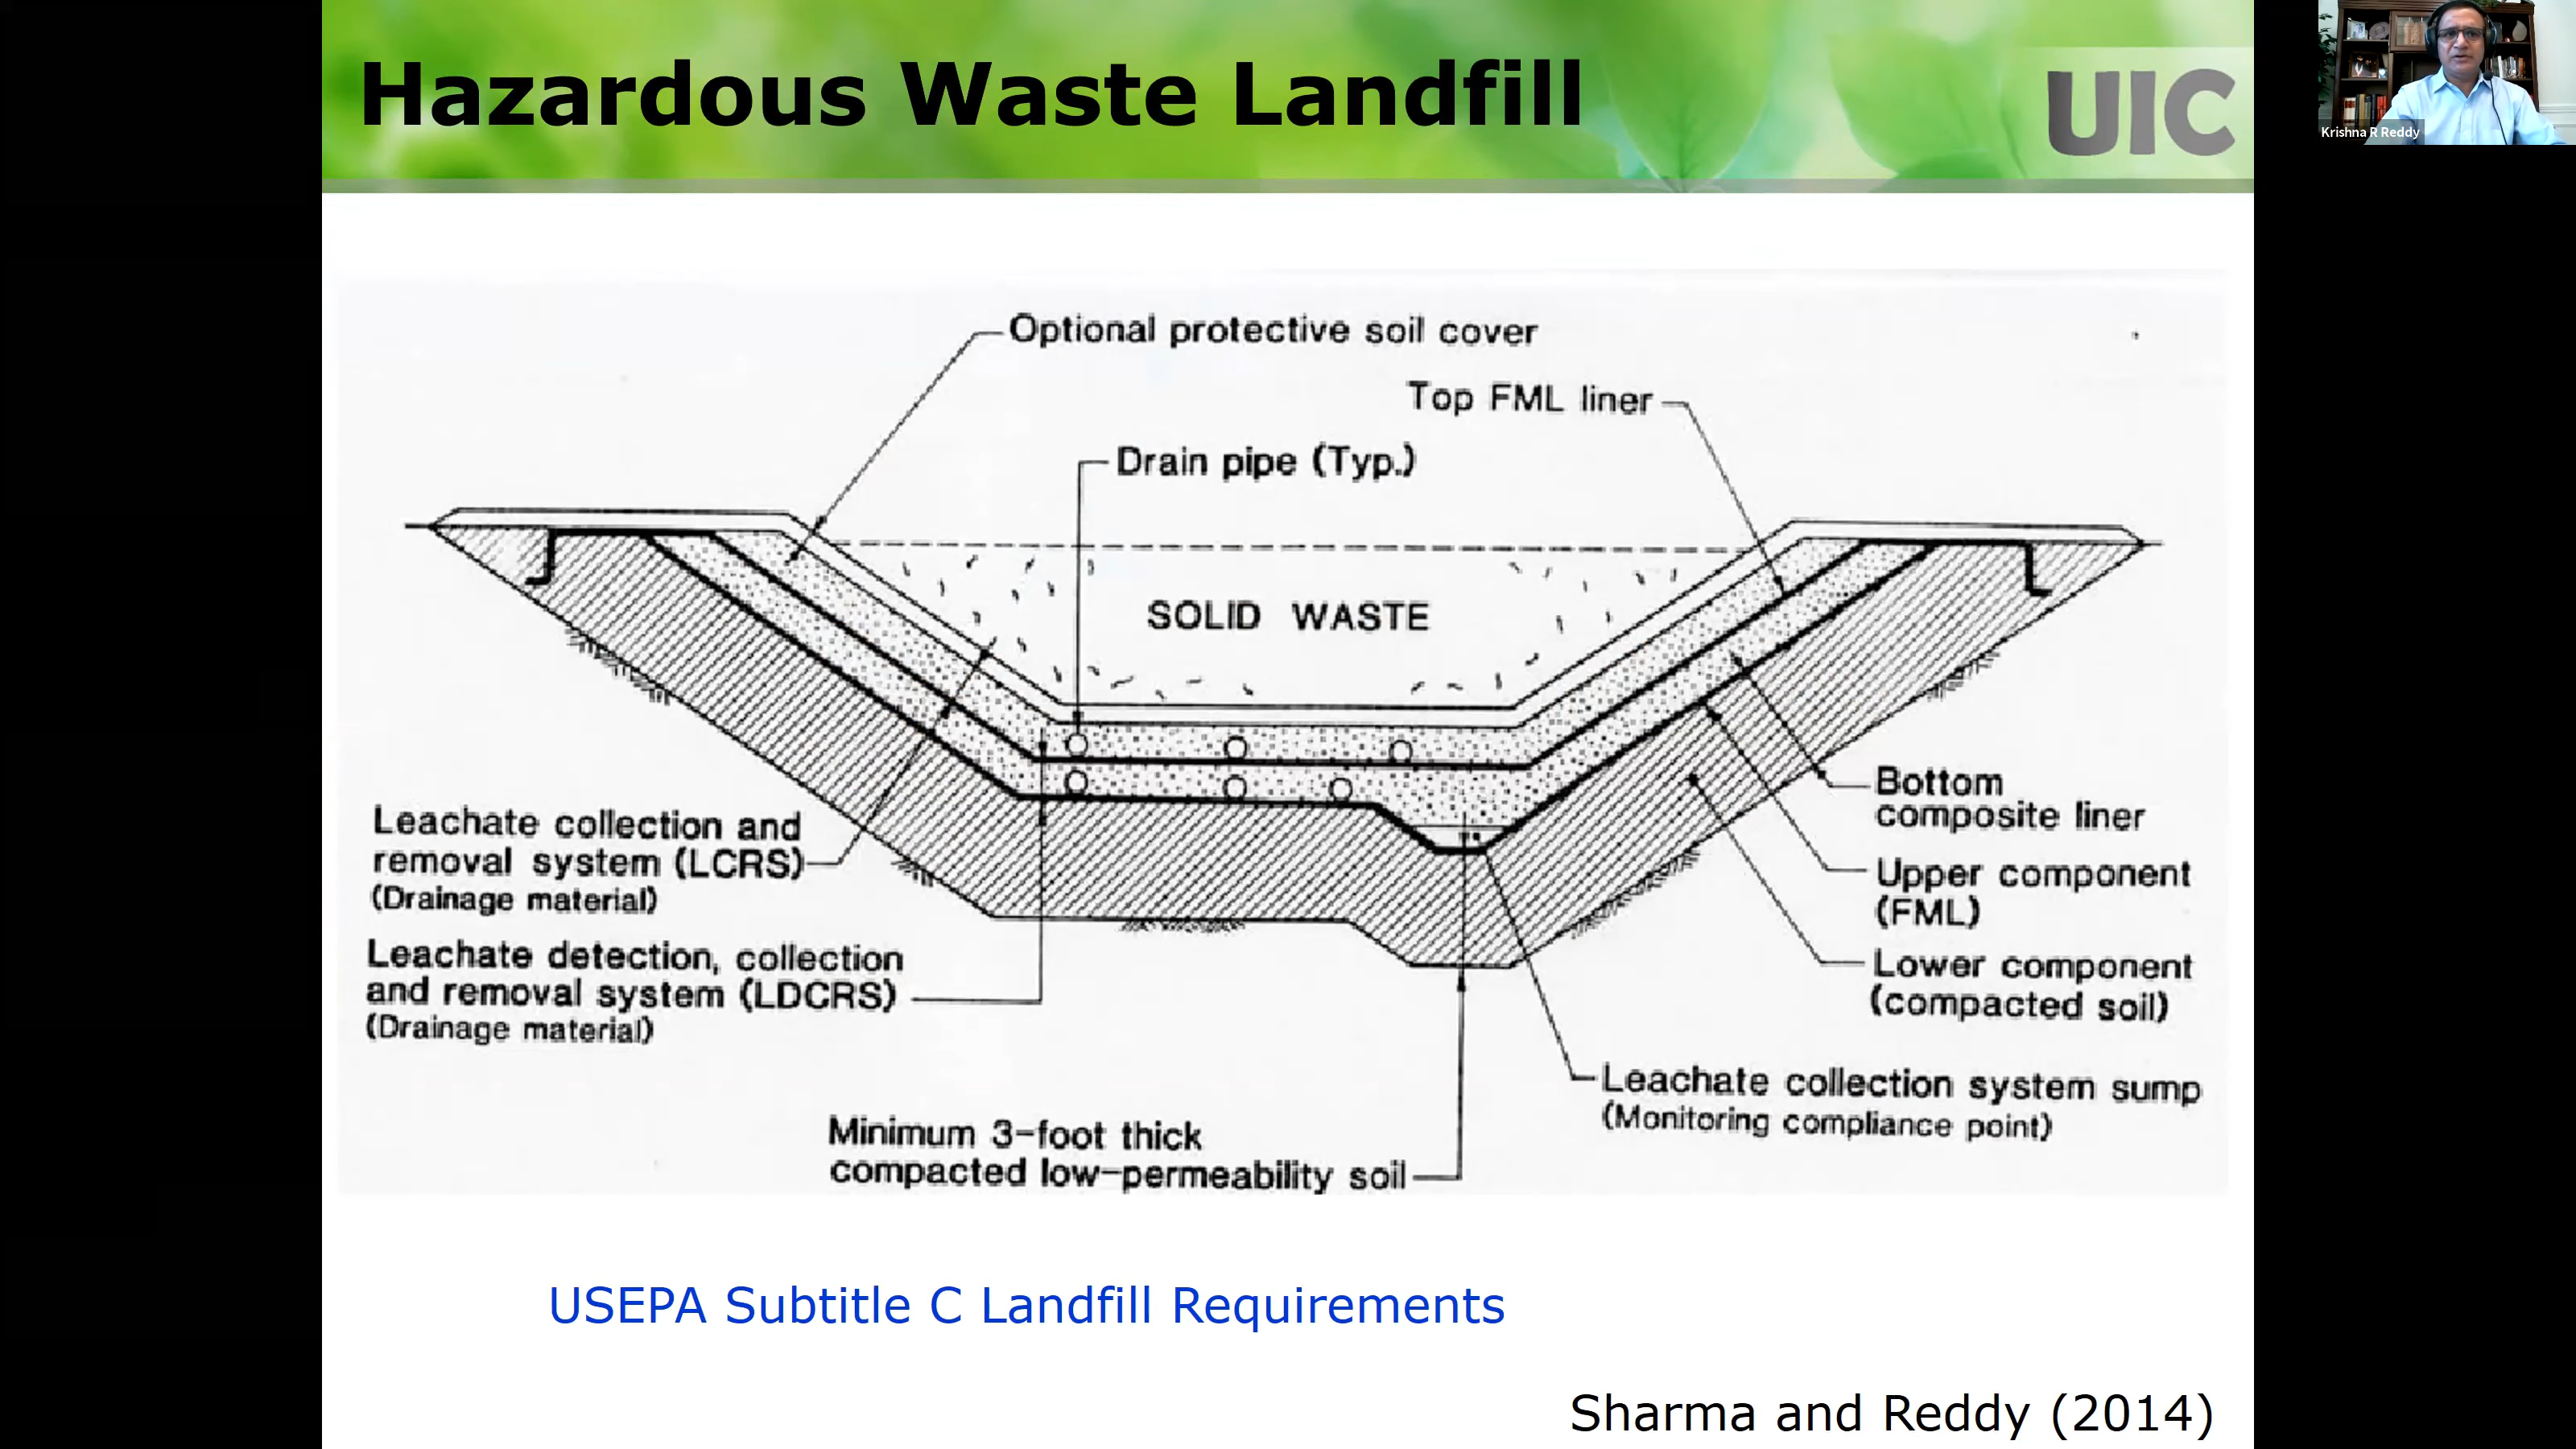 Hazardous Waste Landfill
UIC
Krishna R Reddy
Optional protective soil cover
Top FML liner
Drain pipe (Typ.)
SOLID WASTE
Leachate collection and
removal system (LCRS)
(Drainage material)
Leachate detection, collection
and removal system (LDCRS)
(Drainage material)
Bottom
composite liner
Upper component
(FML)
Lower component
(compacted soil)
Leachate collection system sump
(Monitoring compliance point)
Minimum 3-foot thick
compacted low-permeability soil
USEPA Subtitle C Landfill Requirements
Sharma and Reddy (2014)